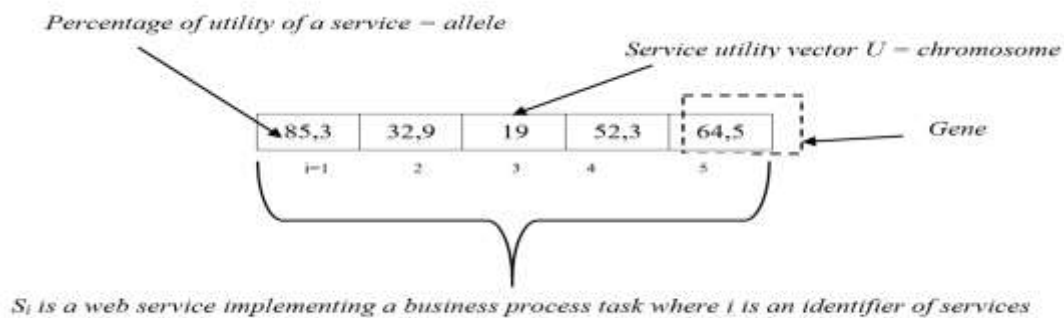 Percentage of utility of a service = allele
Service utility vector U = chromosome
85,3 32,9 19 52,3 64,5
Gene
i=1 2 3 4 5
Si is a web service implementing a business process task where i is an identifier of services